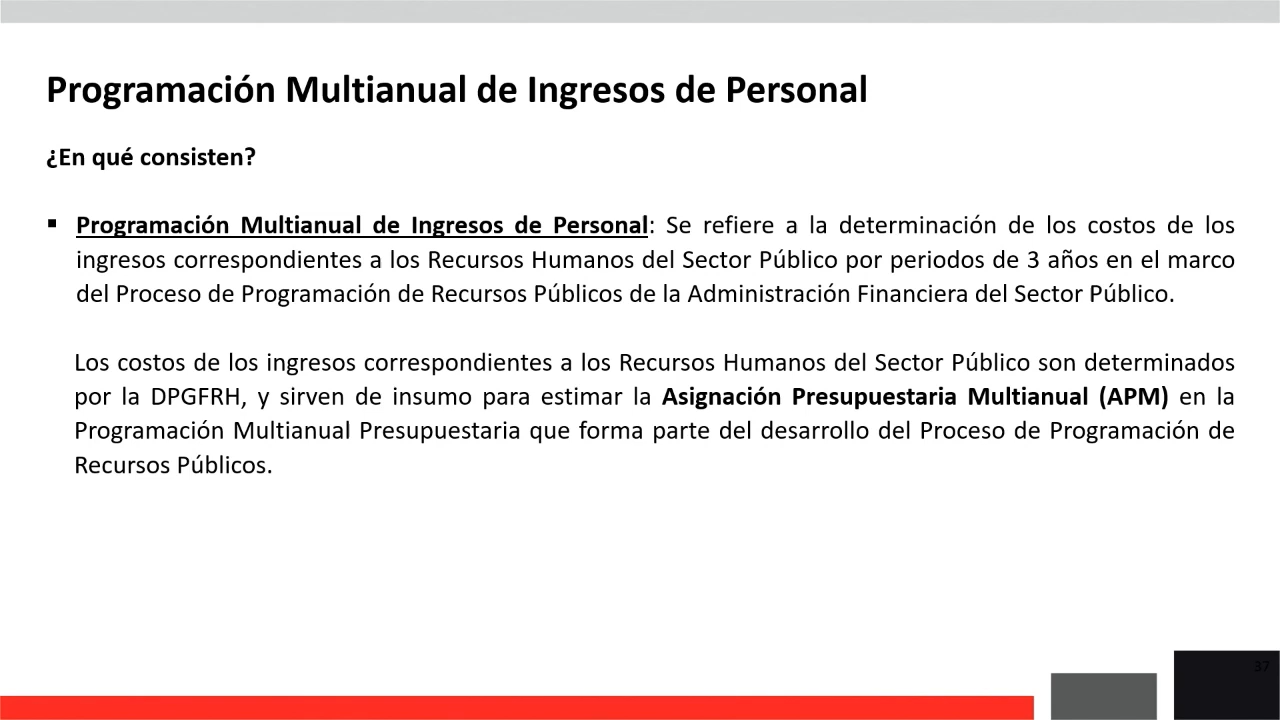 Programación Multianual de Ingresos de Personal
¿En qué consisten?
▪ Programación Multianual de Ingresos de Personal: Se refiere a la determinación de los costos de los
ingresos correspondientes a los Recursos Humanos del Sector Público por periodos de 3 años en el marco
del Proceso de Programación de Recursos Públicos de la Administración Financiera del Sector Público.
Los costos de los ingresos correspondientes a los Recursos Humanos del Sector Público son determinados
por la DPGFRH, y sirven de insumo para estimar la Asignación Presupuestaria Multianual (APM) en la
Programación Multianual Presupuestaria que forma parte del desarrollo del Proceso de Programación de
Recursos Públicos.
37